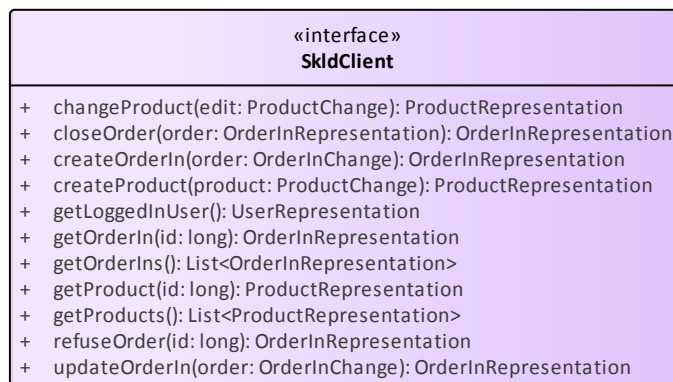 «interface»
SkldClient
+ changeProduct(edit: ProductChange): ProductRepresentation
+ closeOrder(order: OrderInRepresentation): OrderInRepresentation
+ createOrderIn(order: OrderInChange): OrderInRepresentation
+ createProduct(product: ProductChange): ProductRepresentation
+ getLoggedInUser(): UserRepresentation
+ getOrderIn(id: long): OrderInRepresentation
+ getOrderIns(): List<OrderInRepresentation>
+ getProduct(id: long): ProductRepresentation
+ getProducts(): List<ProductRepresentation>
+ refuseOrder(id: long): OrderInRepresentation
+ updateOrderIn(order: OrderInChange): OrderInRepresentation